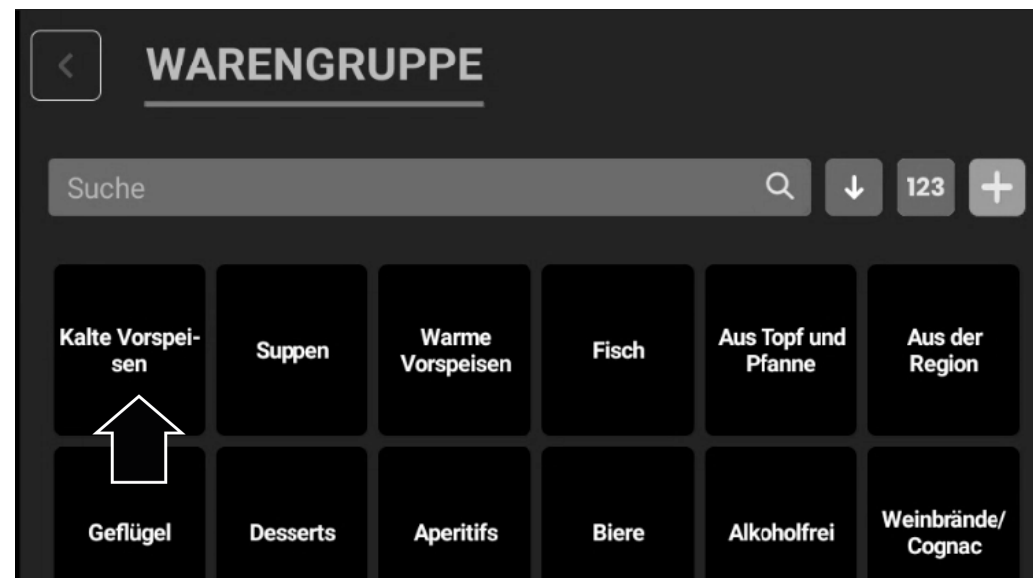 WARENGRUPPE
Suche
123
Kalte Vorspei-
sen
Suppen
Warme
Vorspeisen
Fisch
Aus Topf und
Pfanne
Aus der
Region
Geflügel
Desserts
Aperitifs
Biere
Alkoholfrei
Weinbrände/
Cognac